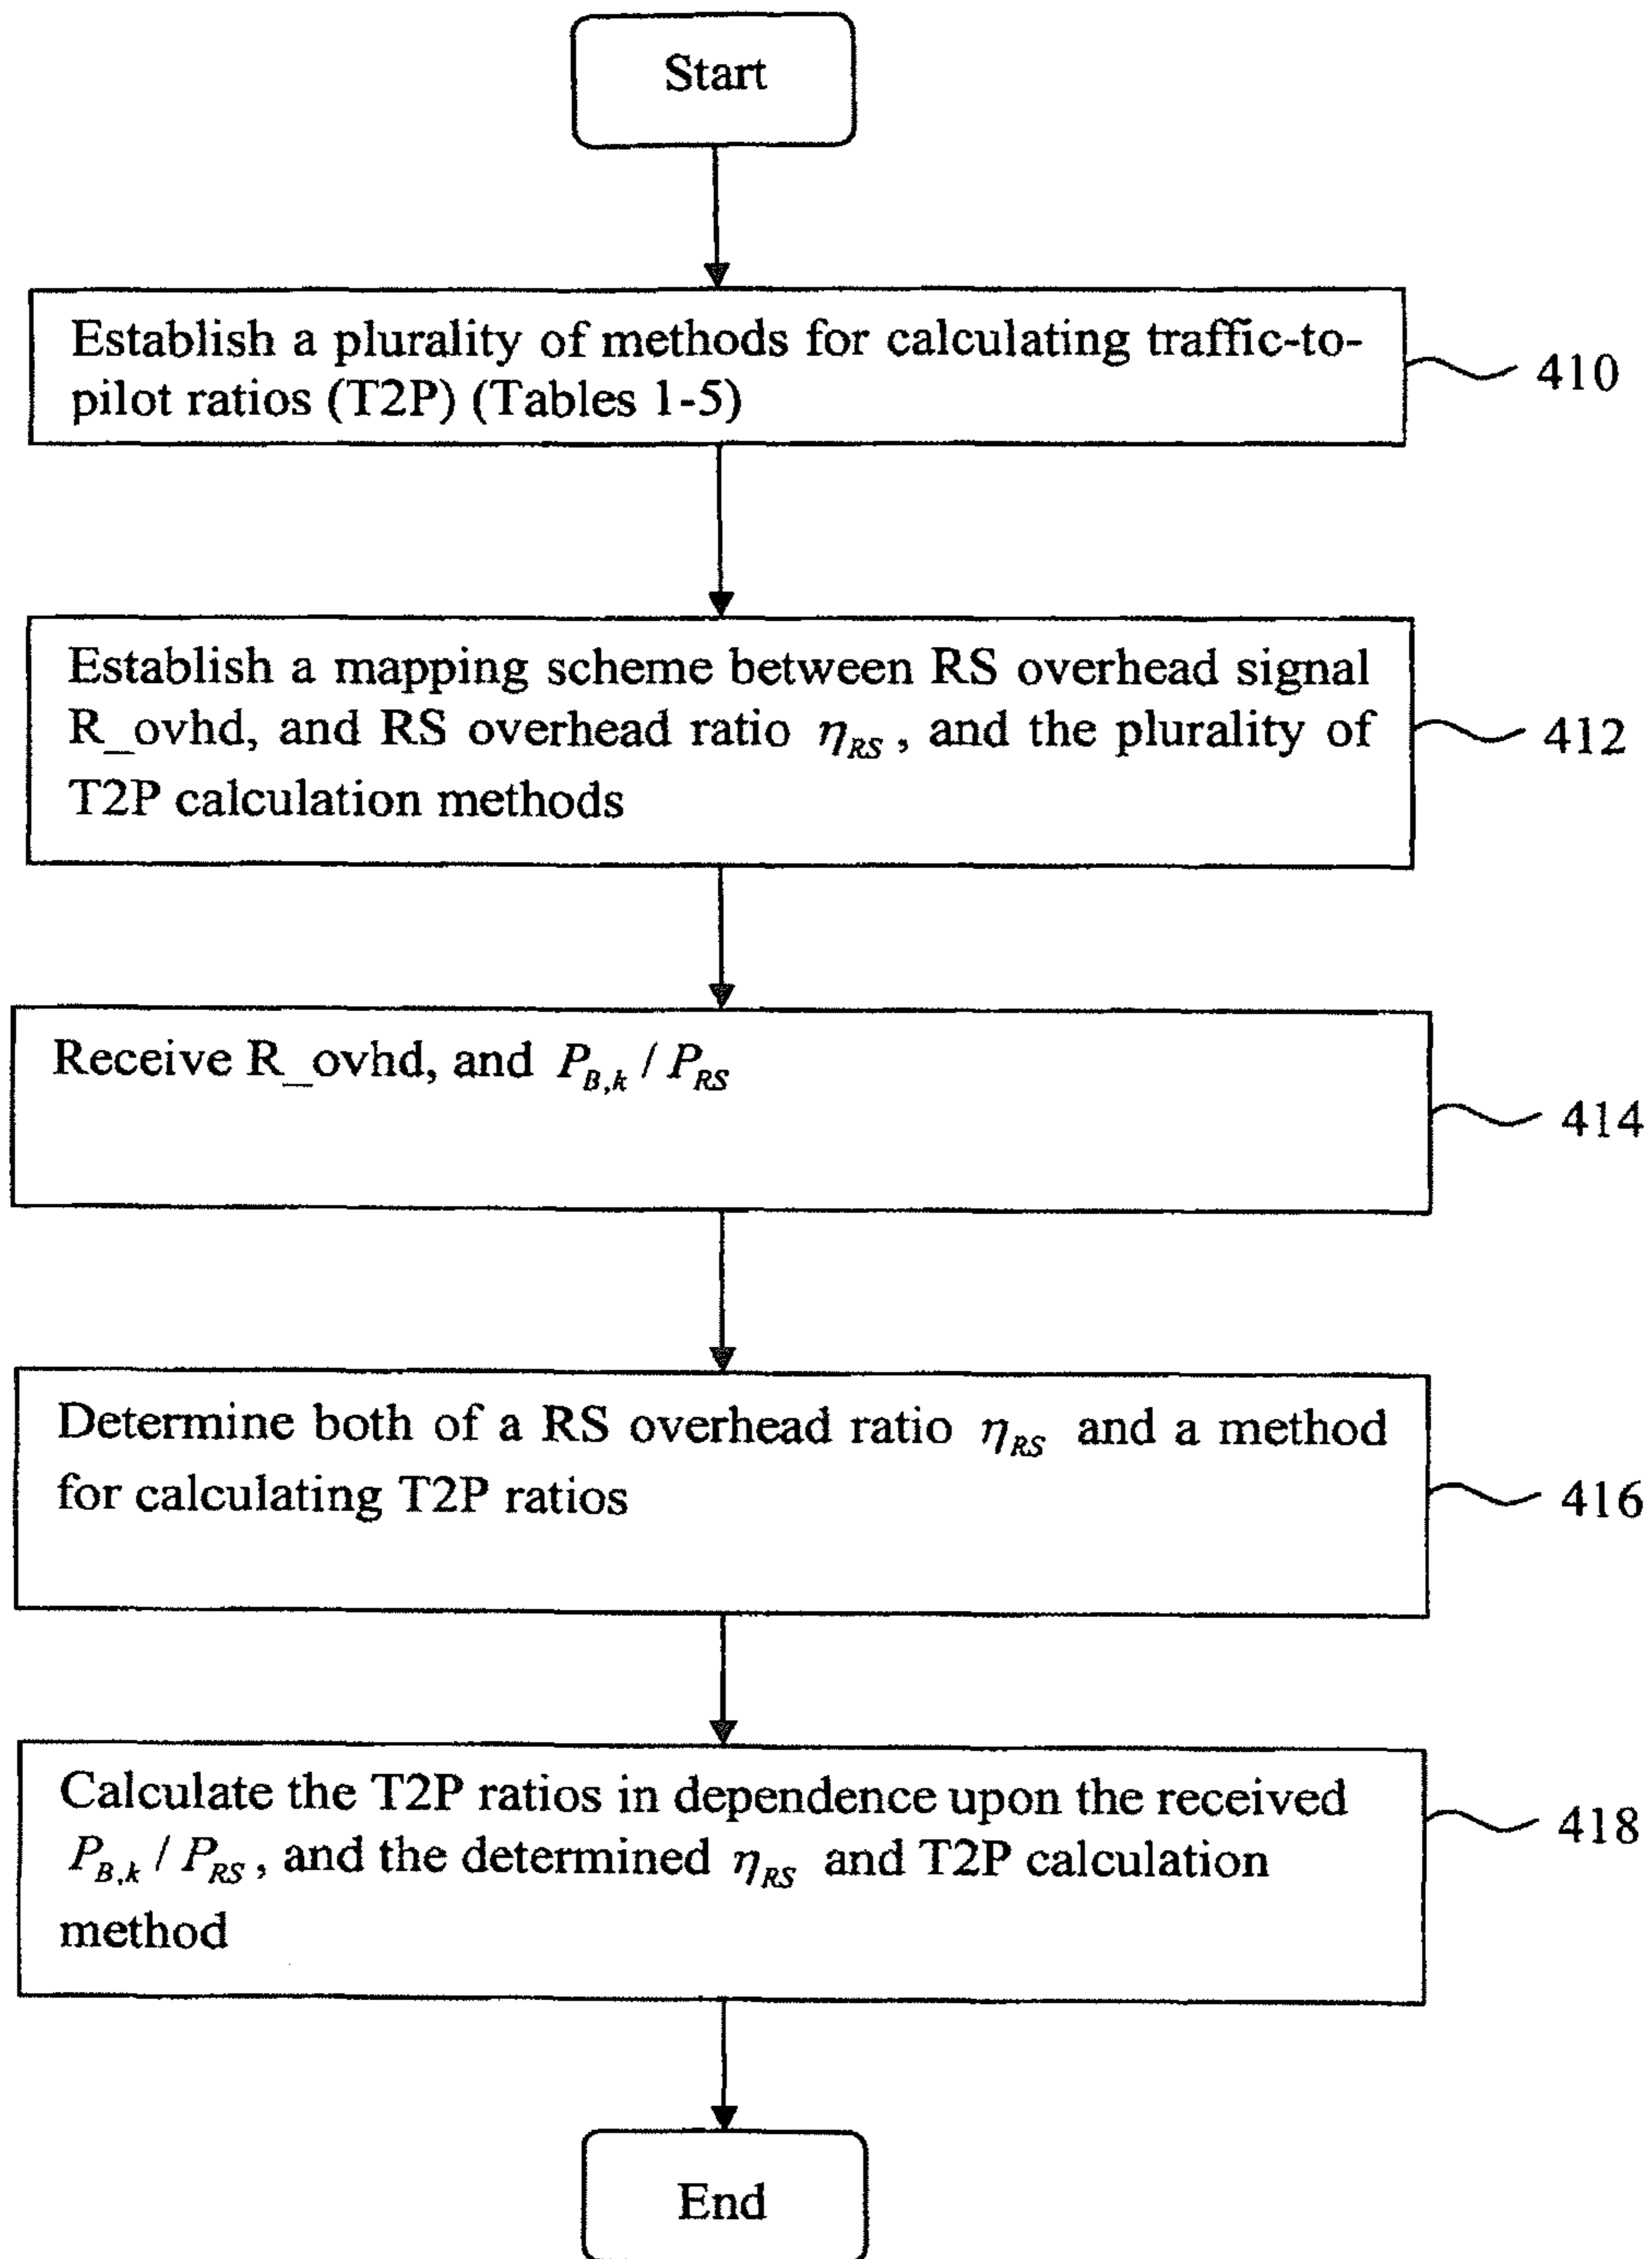 Start
Establish a plurality of methods for calculating traffic-to-
pilot ratios (T2P) (Tables 1-5)
410
Establish a mapping scheme between RS overhead signal
R_ovhd, and RS overhead ratio η_RS , and the plurality of
T2P calculation methods
412
Receive R_ovhd, and P_B,k / P_RS
414
Determine both of a RS overhead ratio η_RS and a method
for calculating T2P ratios
416
Calculate the T2P ratios in dependence upon the received
P_B,k / P_RS , and the determined η_RS and T2P calculation
method
418
End